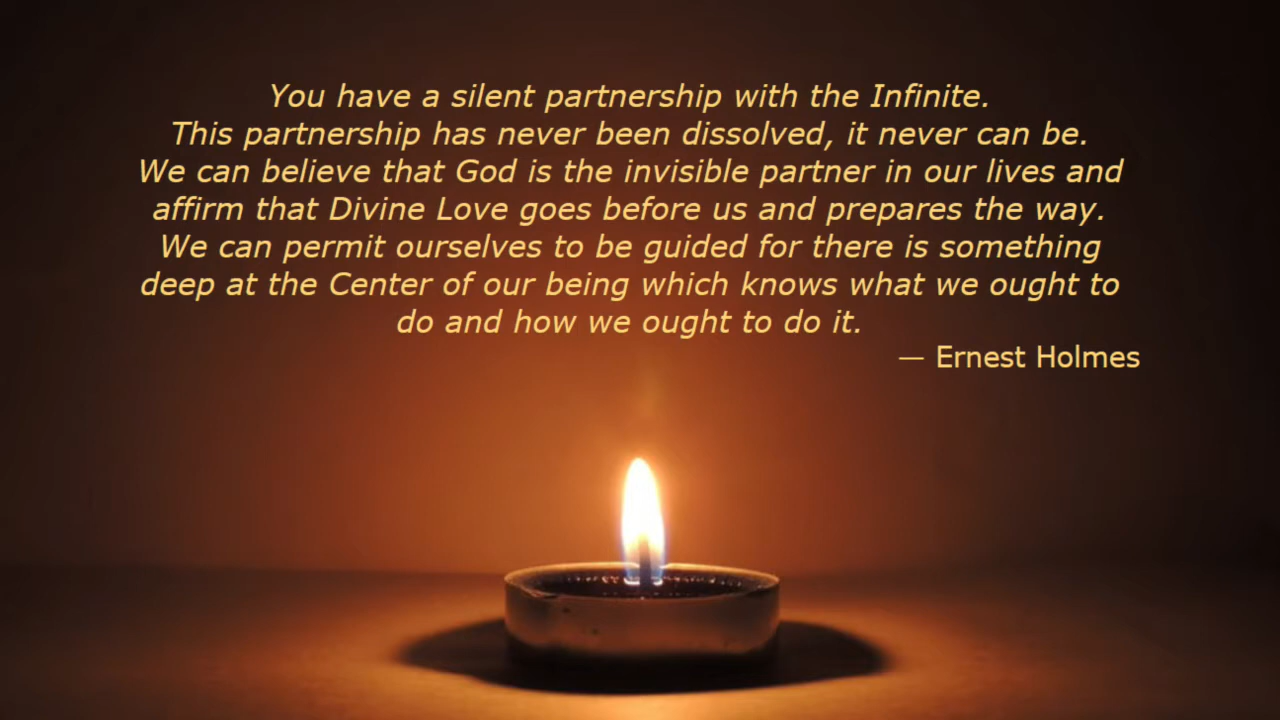 You have a silent partnership with the Infinite.
This partnership has never been dissolved, it never can be.
We can believe that God is the invisible partner in our lives and
affirm that Divine Love goes before us and prepares the way.
We can permit ourselves to be guided for there is something
deep at the Center of our being which knows what we ought to
do and how we ought to do it.
— Ernest Holmes